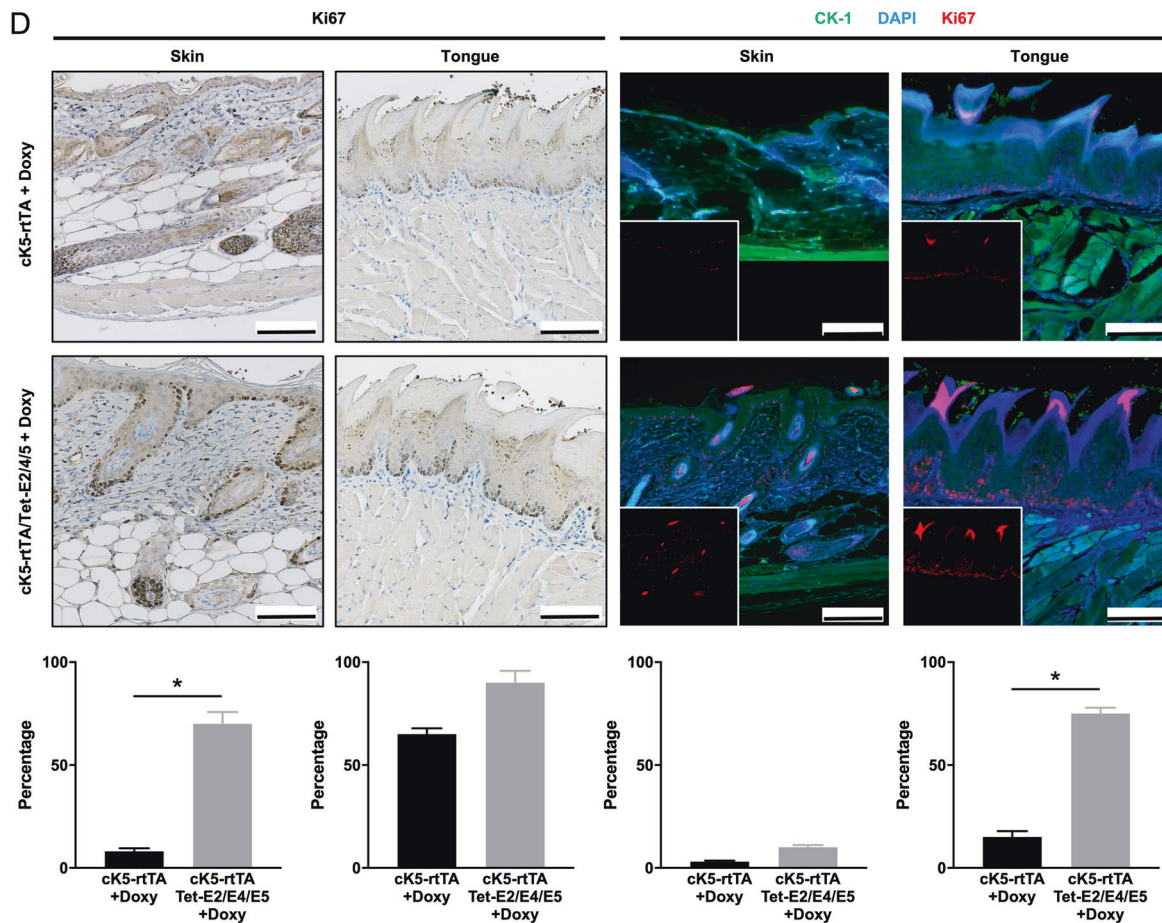 D
Ki67
CK-1 DAPI Ki67
Skin
Tongue
Skin
Tongue
cK5-rtTA + Doxy
cK5-rtTA/Tet-E2/4/5 + Doxy
Percentage
100
50
0
*
cK5-rtTA
+Doxy
cK5-rtTA
Tet-E2/E4/E5
+Doxy
Percentage
100
50
0
cK5-rtTA
+Doxy
cK5-rtTA
Tet-E2/E4/E5
+Doxy
Percentage
100
50
0
cK5-rtTA
+Doxy
cK5-rtTA
Tet-E2/E4/E5
+Doxy
Percentage
100
50
0
*
cK5-rtTA
+Doxy
cK5-rtTA
Tet-E2/E4/E5
+Doxy